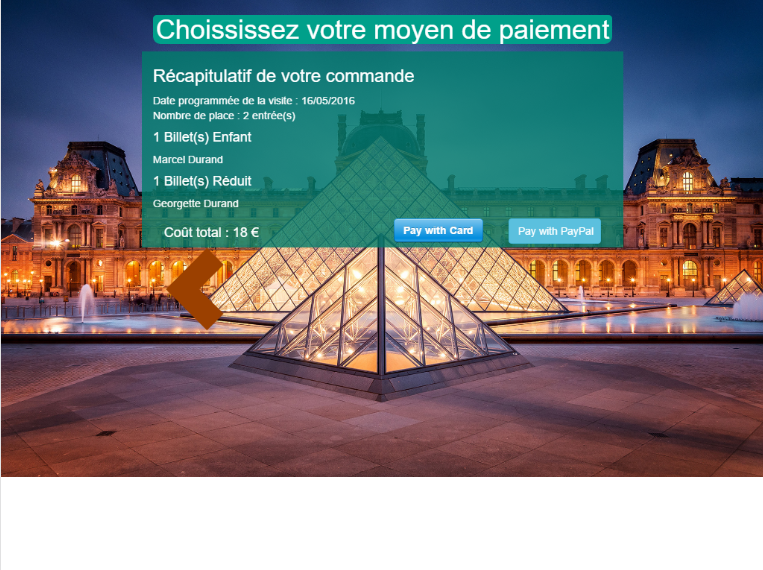 Choississez votre moyen de paiement
Récapitulatif de votre commande
Date programmée de la visite : 16/05/2016
Nombre de place : 2 entrée(s)
1 Billet(s) Enfant
Marcel Durand
1 Billet(s) Réduit
Georgette Durand
Coût total : 18 €
Pay with Card
Pay with PayPal